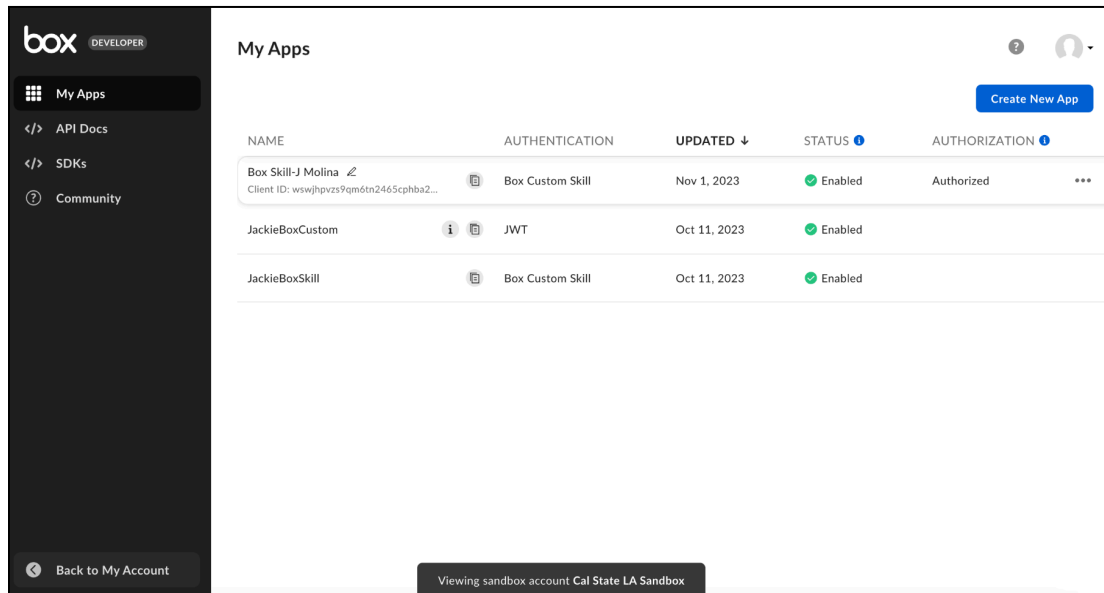 box DEVELOPER
My Apps
API Docs
SDKs
Community
Back to My Account
My Apps
Create New App
NAME AUTHENTICATION UPDATED ↓ STATUS AUTHORIZATION
Box Skill-J Molina Box Custom Skill Nov 1, 2023 Enabled Authorized
Client ID: wswjhpvzs9qm6tn2465cphba2...
JackieBoxCustom JWT Oct 11, 2023 Enabled
JackieBoxSkill Box Custom Skill Oct 11, 2023 Enabled
Viewing sandbox account Cal State LA Sandbox